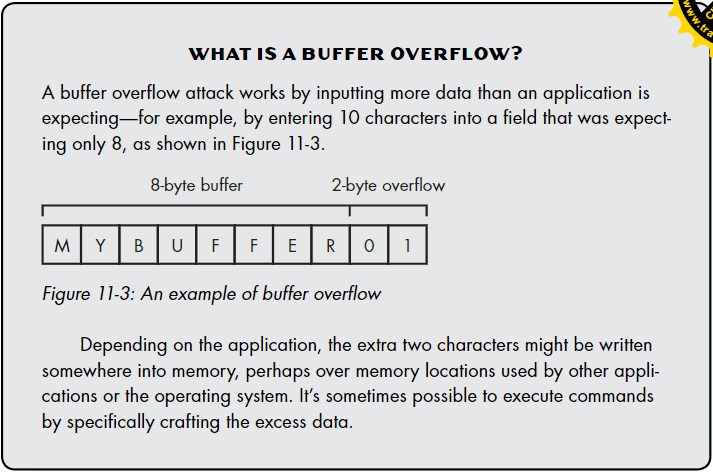 WHAT IS A BUFFER OVERFLOW?
A buffer overflow attack works by inputting more data than an application is
expecting—for example, by entering 10 characters into a field that was expect-
ing only 8, as shown in Figure 11-3.
8-byte buffer 2-byte overflow
M Y B U F F E R 0 1
Figure 11-3: An example of buffer overflow
Depending on the application, the extra two characters might be written
somewhere into memory, perhaps over memory locations used by other appli-
cations or the operating system. It’s sometimes possible to execute commands
by specifically crafting the excess data.